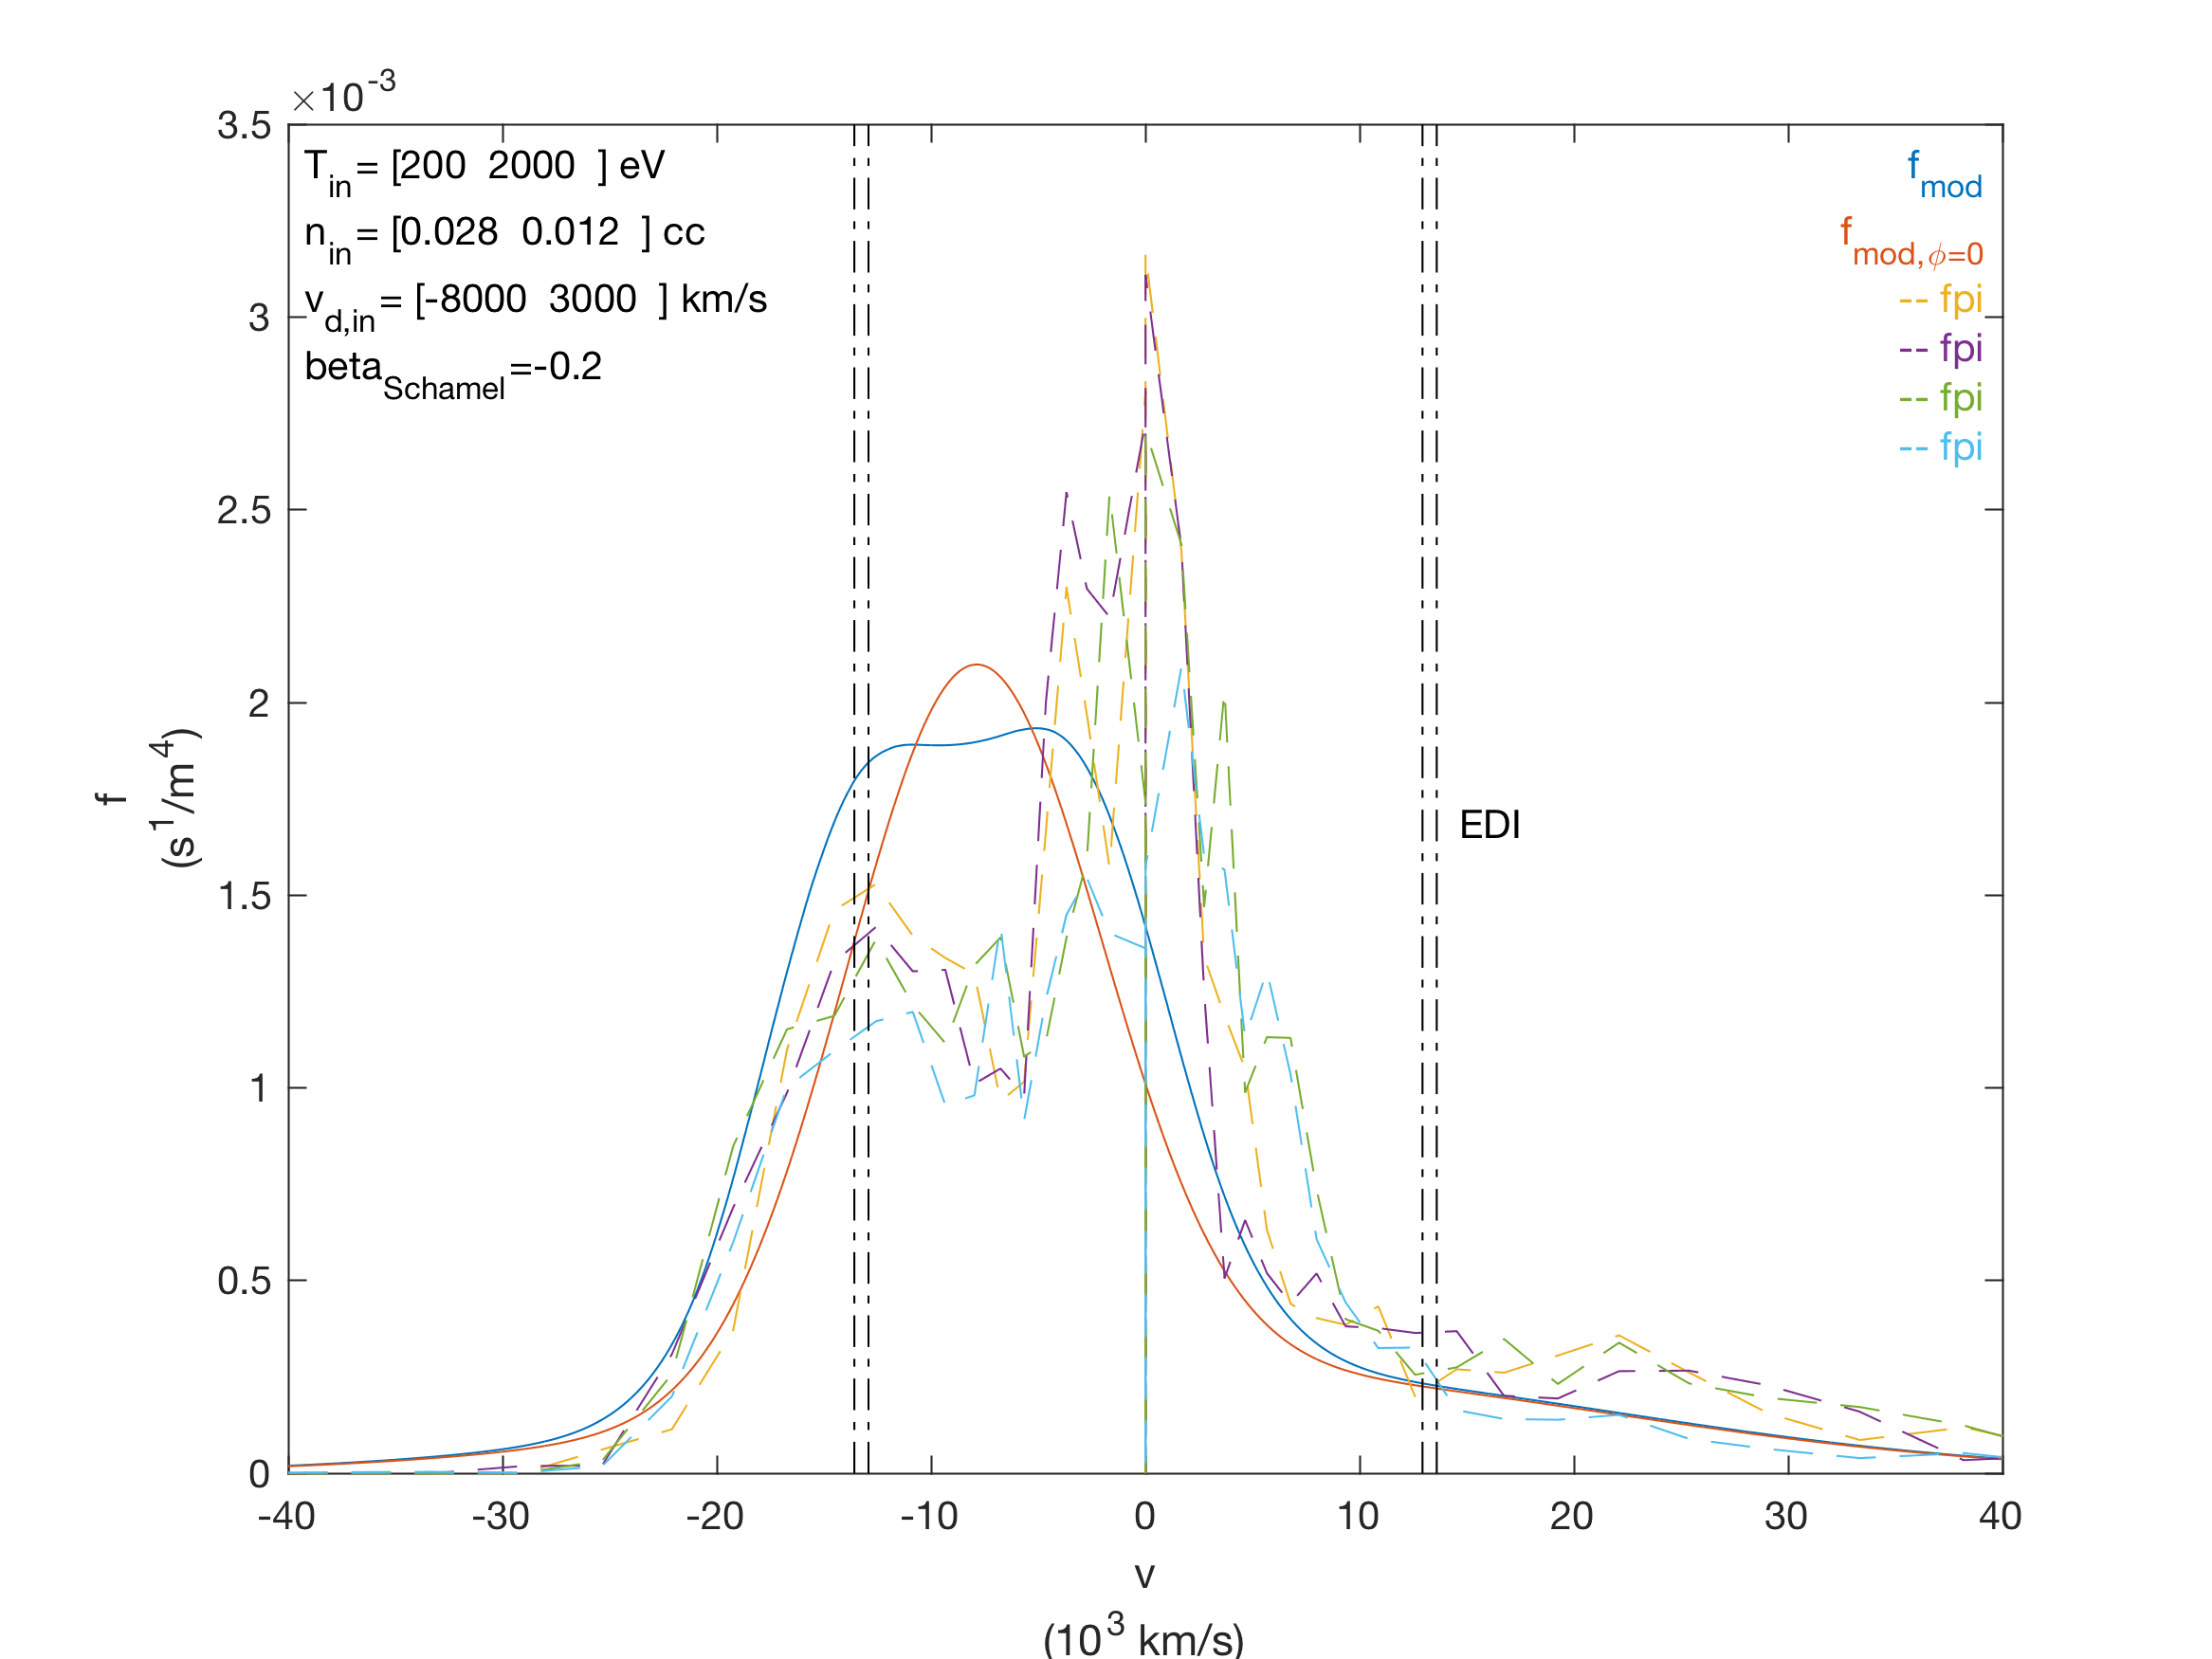 ×10^-3
3.5
3
2.5
2
1.5
1
0.5
0
T_in= [200 2000 ] eV
n_in= [0.028 0.012 ] cc
v_d,in= [-8000 3000 ] km/s
beta_Schamel=-0.2
f_mod
f_mod,ϕ=0
-- fpi
-- fpi
-- fpi
-- fpi
EDI
f
(s^1/m^4)
-40 -30 -20 -10 0 10 20 30 40
v
(10^3 km/s)